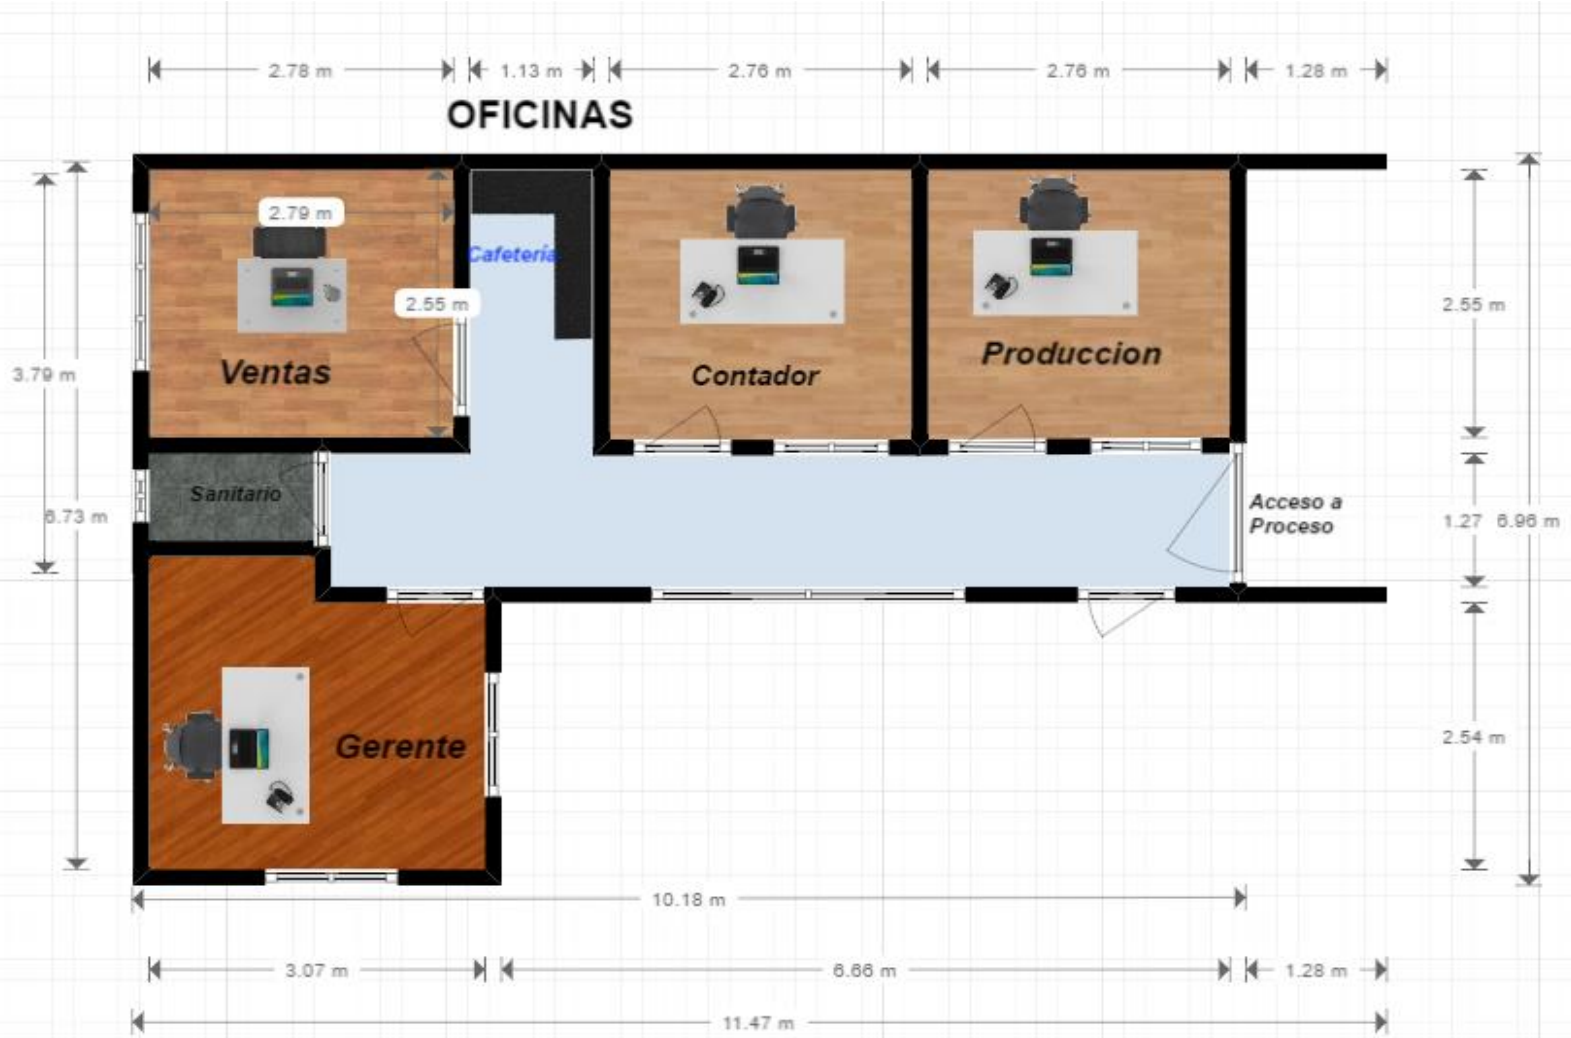 2.78 m 1.13 m 2.76 m 2.76 m 1.28 m
OFICINAS
2.79 m
Cafetería
2.55 m
2.55 m
Ventas
Contador
Produccion
3.79 m
Sanitario
Acceso a
Proceso
6.73 m
1.27
6.96 m
Gerente
2.54 m
10.18 m
3.07 m 6.66 m 1.28 m
11.47 m